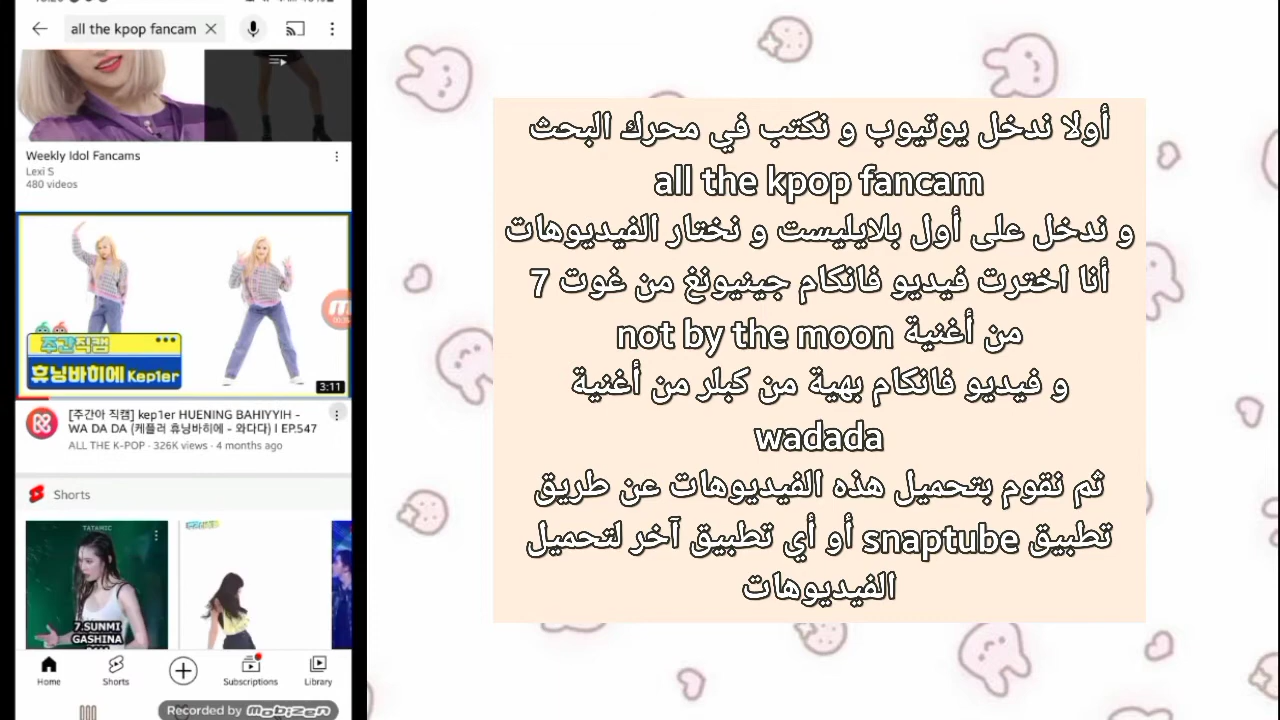 all the kpop fancam
Weekly Idol Fancams
Lexi S
480 videos
주간직캠
휴닝바히에 Kep1er
3:11
[주간아 직캠] kep1er HUENING BAHIYYIH -
WA DA DA (케플러 휴닝바히에 - 와다다) l EP.547
ALL THE K-POP · 326K views · 4 months ago
Shorts
TATAMIC
7.SUNMI
GASHINA
Home
Shorts
Subscriptions
Library
Recorded by MOBIZEN
أولا ندخل يوتيوب و نكتب في محرك البحث
all the kpop fancam
و ندخل على أول بلايليست و نختار الفيديوهات
أنا اخترت فيديو فانكام جينيونغ من غوت 7
من أغنية not by the moon
و فيديو فانكام بهية من كبلر من أغنية
wadada
ثم نقوم بتحميل هذه الفيديوهات عن طريق
تطبيق snaptube أو أي تطبيق آخر لتحميل
الفيديوهات